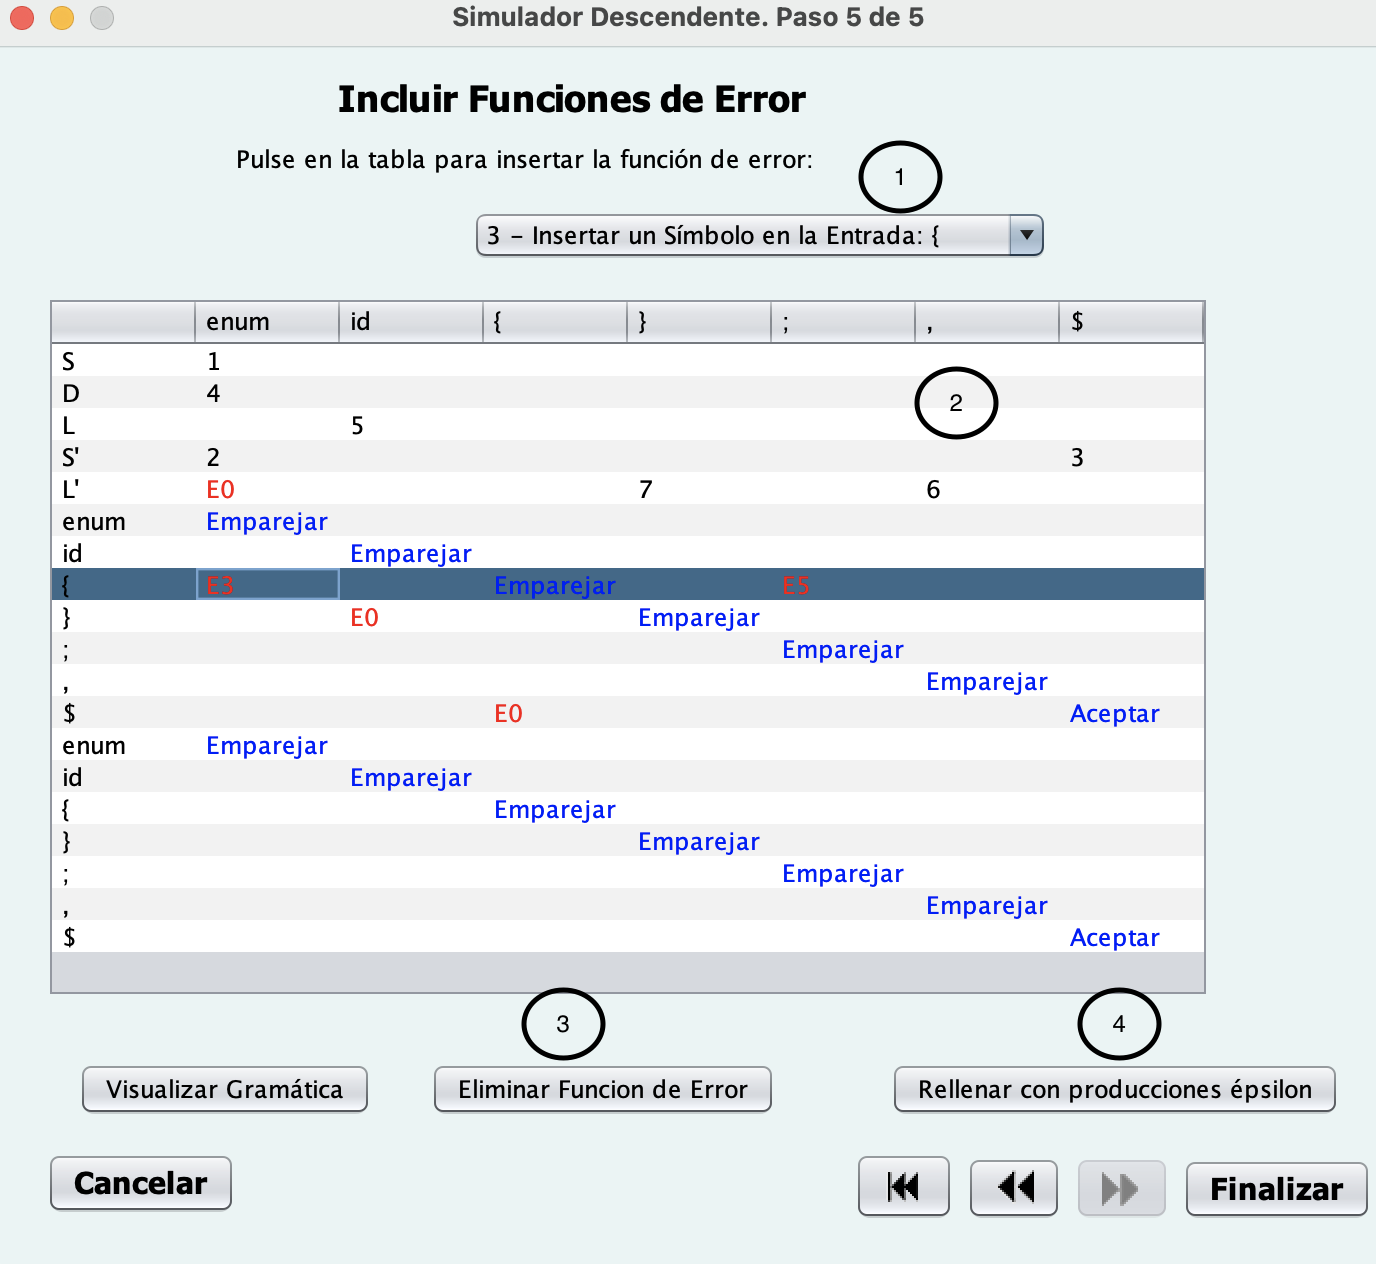 Simulador Descendente. Paso 5 de 5
Incluir Funciones de Error
Pulse en la tabla para insertar la función de error:
1
3 - Insertar un Símbolo en la Entrada: {
enum id { } ; , $
S 1
D 4
2
L 5
S' 2 3
L' E0 7 6
enum Emparejar
id Emparejar
{ E3 Emparejar E5
} E0 Emparejar
; Emparejar
, Emparejar
$ E0 Aceptar
enum Emparejar
id Emparejar
{ Emparejar
} Emparejar
; Emparejar
, Emparejar
$ Aceptar
3 4
Visualizar Gramática Eliminar Funcion de Error Rellenar con producciones épsilon
Cancelar Finalizar